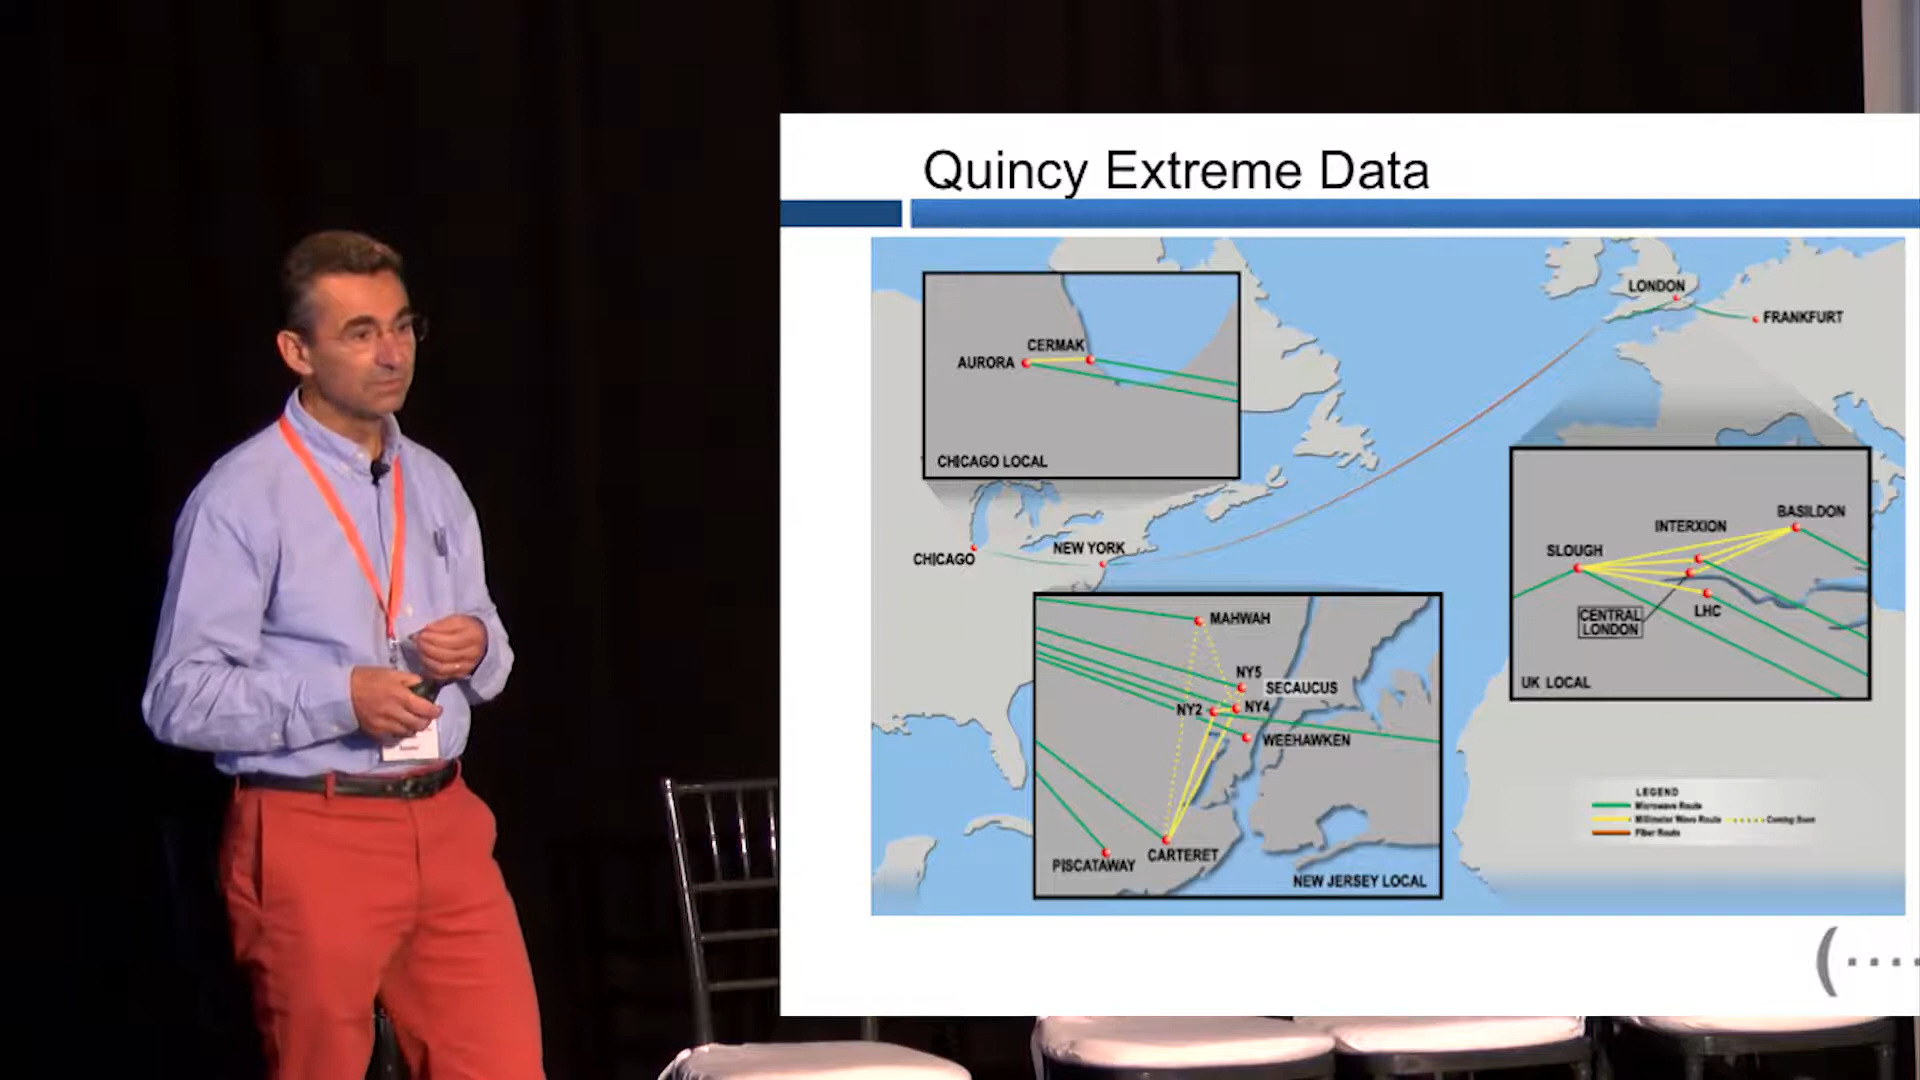 Quincy Extreme Data
LONDON
FRANKFURT
CERMAK
AURORA
CHICAGO LOCAL
CHICAGO
NEW YORK
BASILDON
INTERXION
SLOUGH
CENTRAL
LONDON
LHC
UK LOCAL
MAHWAH
NY5
SECAUCUS
NY2
NY4
WEEHAWKEN
CARTERET
PISCATAWAY
NEW JERSEY LOCAL
LEGEND
Microwave Route
Millimeter Wave Route
Coming Soon
Fiber Route